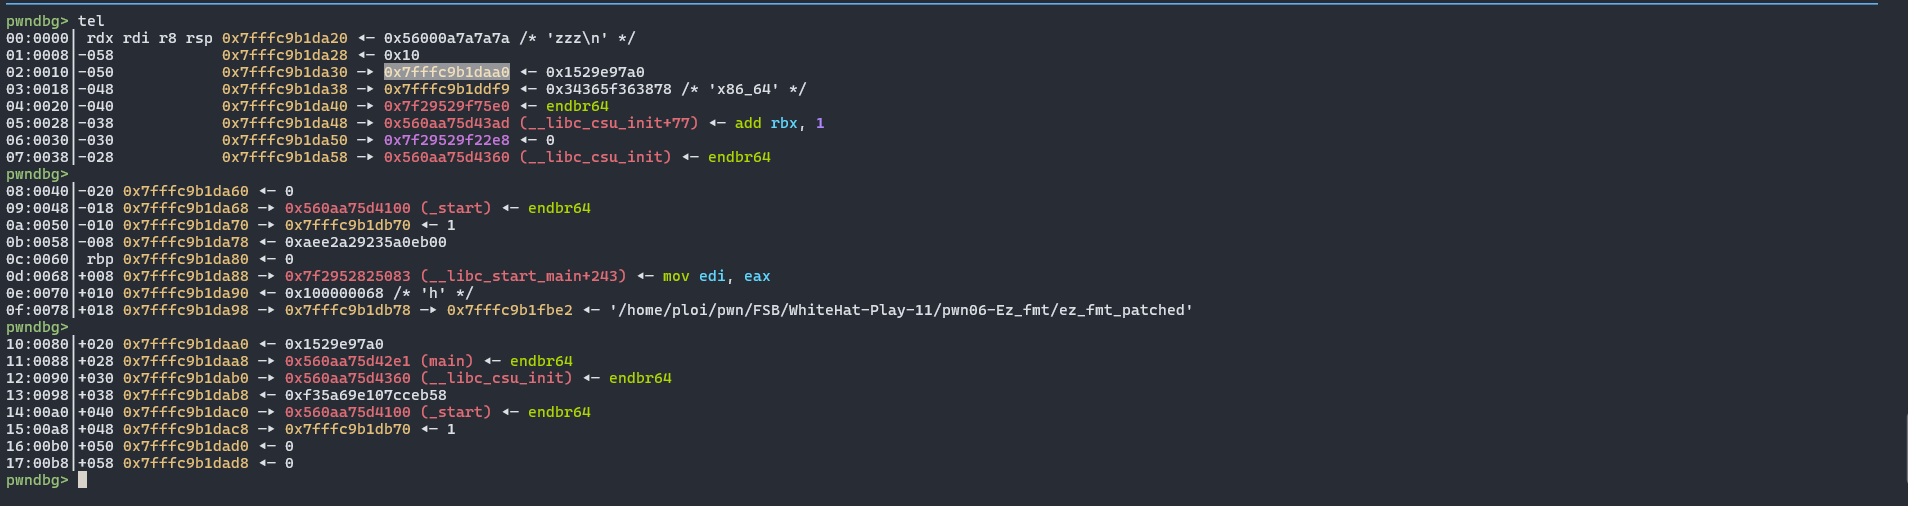 pwndbg> tel
00:0000│ rdx rdi r8 rsp 0x7fffc9b1da20 ◂— 0x56000a7a7a7a /* 'zzz\n' */
01:0008│-058            0x7fffc9b1da28 ◂— 0x10
02:0010│-050            0x7fffc9b1da30 —▸ 0x7fffc9b1daa0 ◂— 0x1529e97a0
03:0018│-048            0x7fffc9b1da38 —▸ 0x7fffc9b1ddf9 ◂— 0x34365f363878 /* 'x86_64' */
04:0020│-040            0x7fffc9b1da40 —▸ 0x7f29529f75e0 ◂— endbr64
05:0028│-038            0x7fffc9b1da48 —▸ 0x560aa75d43ad (__libc_csu_init+77) ◂— add rbx, 1
06:0030│-030            0x7fffc9b1da50 —▸ 0x7f29529f22e8 ◂— 0
07:0038│-028            0x7fffc9b1da58 —▸ 0x560aa75d4360 (__libc_csu_init) ◂— endbr64
pwndbg>
08:0040│-020 0x7fffc9b1da60 ◂— 0
09:0048│-018 0x7fffc9b1da68 —▸ 0x560aa75d4100 (_start) ◂— endbr64
0a:0050│-010 0x7fffc9b1da70 —▸ 0x7fffc9b1db70 ◂— 1
0b:0058│-008 0x7fffc9b1da78 ◂— 0xaee2a29235a0eb00
0c:0060│ rbp 0x7fffc9b1da80 ◂— 0
0d:0068│+008 0x7fffc9b1da88 —▸ 0x7f2952825083 (__libc_start_main+243) ◂— mov edi, eax
0e:0070│+010 0x7fffc9b1da90 ◂— 0x100000068 /* 'h' */
0f:0078│+018 0x7fffc9b1da98 —▸ 0x7fffc9b1db78 —▸ 0x7fffc9b1fbe2 ◂— '/home/ploi/pwn/FSB/WhiteHat-Play-11/pwn06-Ez_fmt/ez_fmt_patched'
pwndbg>
10:0080│+020 0x7fffc9b1daa0 ◂— 0x1529e97a0
11:0088│+028 0x7fffc9b1daa8 —▸ 0x560aa75d42e1 (main) ◂— endbr64
12:0090│+030 0x7fffc9b1dab0 —▸ 0x560aa75d4360 (__libc_csu_init) ◂— endbr64
13:0098│+038 0x7fffc9b1dab8 ◂— 0xf35a69e107cceb58
14:00a0│+040 0x7fffc9b1dac0 —▸ 0x560aa75d4100 (_start) ◂— endbr64
15:00a8│+048 0x7fffc9b1dac8 —▸ 0x7fffc9b1db70 ◂— 1
16:00b0│+050 0x7fffc9b1dad0 ◂— 0
17:00b8│+058 0x7fffc9b1dad8 ◂— 0
pwndbg>